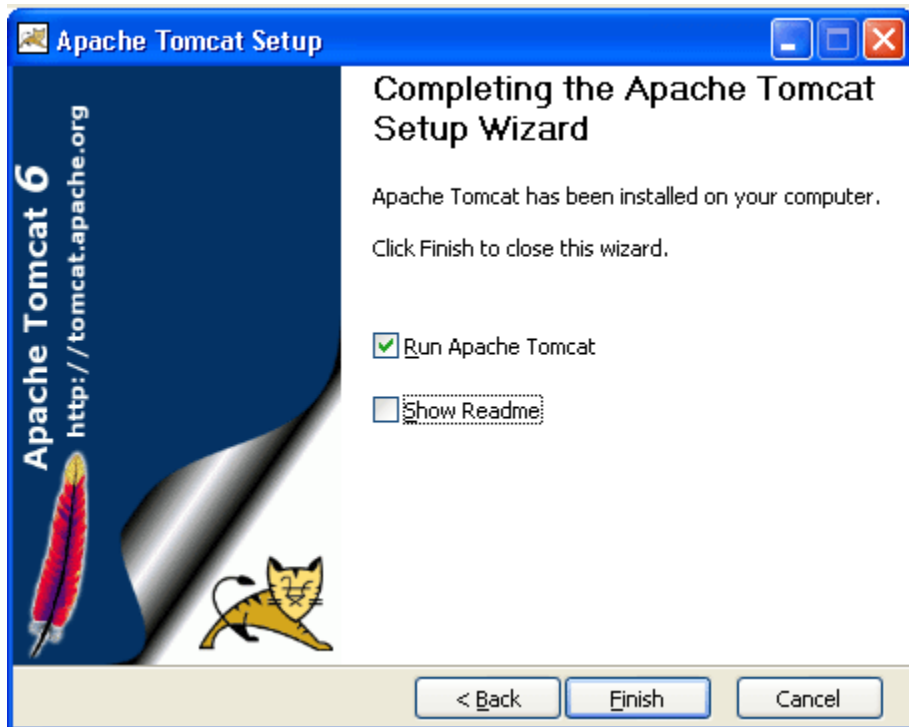 Apache Tomcat Setup
Apache Tomcat 6
http://tomcat.apache.org
Completing the Apache Tomcat
Setup Wizard
Apache Tomcat has been installed on your computer.
Click Finish to close this wizard.
Run Apache Tomcat
Show Readme
< Back
Finish
Cancel